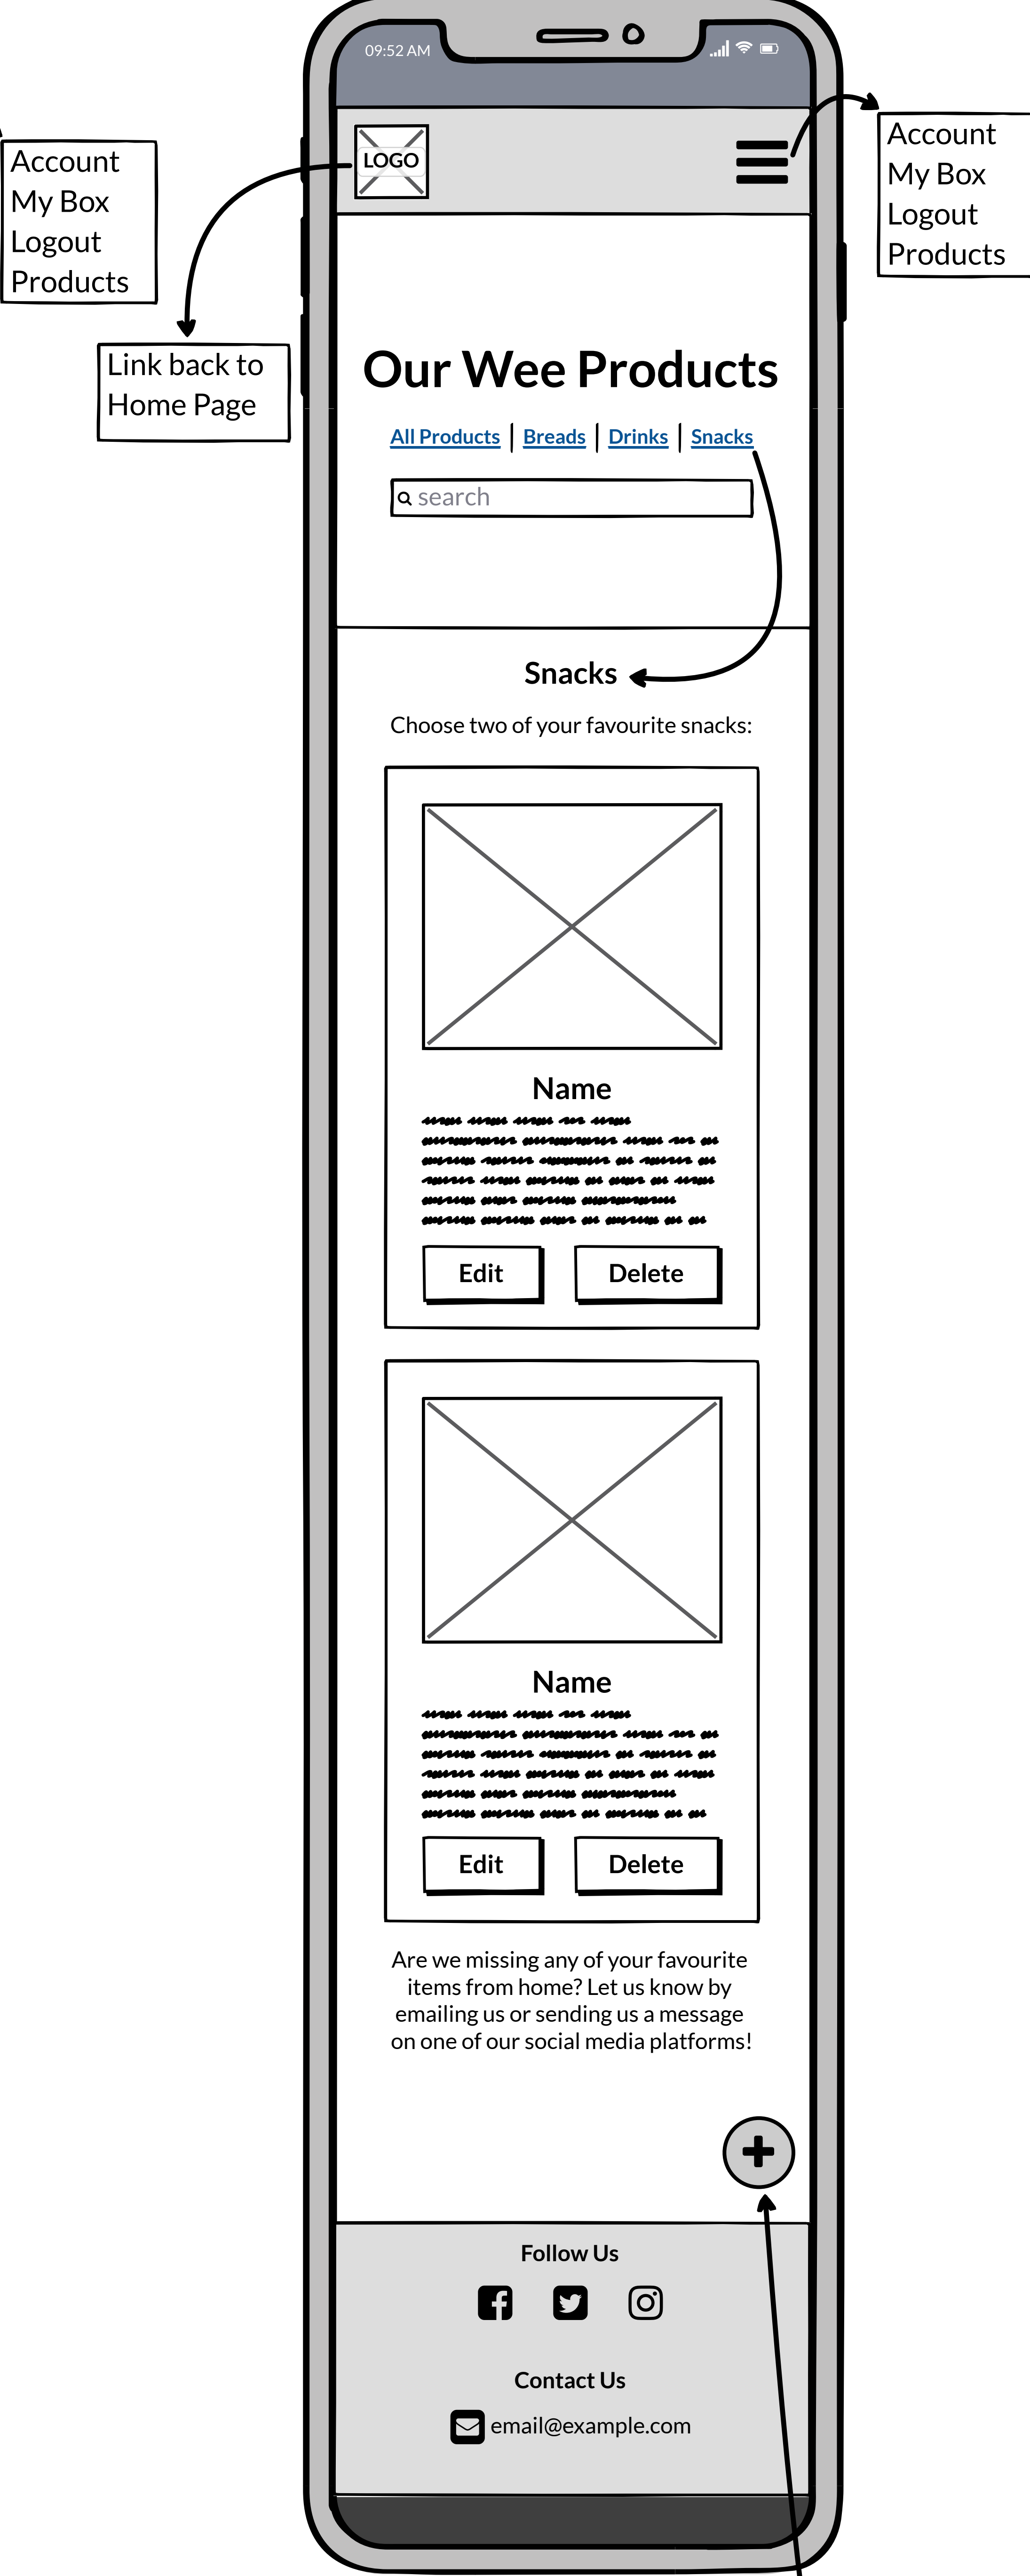 09:52 AM
LOGO
Account
My Box
Logout
Products
Account
My Box
Logout
Products
Link back to
Home Page
Our Wee Products
All Products | Breads | Drinks | Snacks
search
Snacks
Choose two of your favourite snacks:
Name
Edit Delete
Name
Edit Delete
Are we missing any of your favourite
items from home? Let us know by
emailing us or sending us a message
on one of our social media platforms!
Follow Us
Contact Us
email@example.com